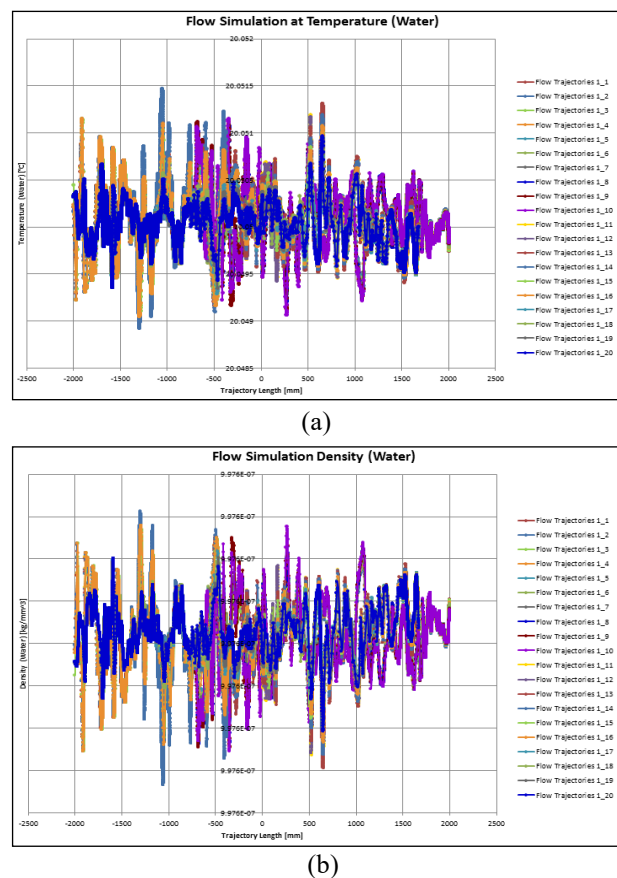 Flow Simulation at Temperature (Water)
20.052
20.0515
20.051
20.0505
20.0495
20.049
20.0485
Temperature (Water) [°C]
-2500 -2000 -1500 -1000 -500 0 500 1000 1500 2000 2500
Trajectory Length [mm]
Flow Trajectories 1_1
Flow Trajectories 1_2
Flow Trajectories 1_3
Flow Trajectories 1_4
Flow Trajectories 1_5
Flow Trajectories 1_6
Flow Trajectories 1_7
Flow Trajectories 1_8
Flow Trajectories 1_9
Flow Trajectories 1_10
Flow Trajectories 1_11
Flow Trajectories 1_12
Flow Trajectories 1_13
Flow Trajectories 1_14
Flow Trajectories 1_15
Flow Trajectories 1_16
Flow Trajectories 1_17
Flow Trajectories 1_18
Flow Trajectories 1_19
Flow Trajectories 1_20
(a)
Flow Simulation Density (Water)
9.976E-07
9.976E-07
9.976E-07
9.976E-07
9.976E-07
9.976E-07
9.976E-07
Density (Water) [kg/mm^3]
-2500 -2000 -1500 -1000 -500 0 500 1000 1500 2000 2500
Trajectory Length [mm]
Flow Trajectories 1_1
Flow Trajectories 1_2
Flow Trajectories 1_3
Flow Trajectories 1_4
Flow Trajectories 1_5
Flow Trajectories 1_6
Flow Trajectories 1_7
Flow Trajectories 1_8
Flow Trajectories 1_9
Flow Trajectories 1_10
Flow Trajectories 1_11
Flow Trajectories 1_12
Flow Trajectories 1_13
Flow Trajectories 1_14
Flow Trajectories 1_15
Flow Trajectories 1_16
Flow Trajectories 1_17
Flow Trajectories 1_18
Flow Trajectories 1_19
Flow Trajectories 1_20
(b)